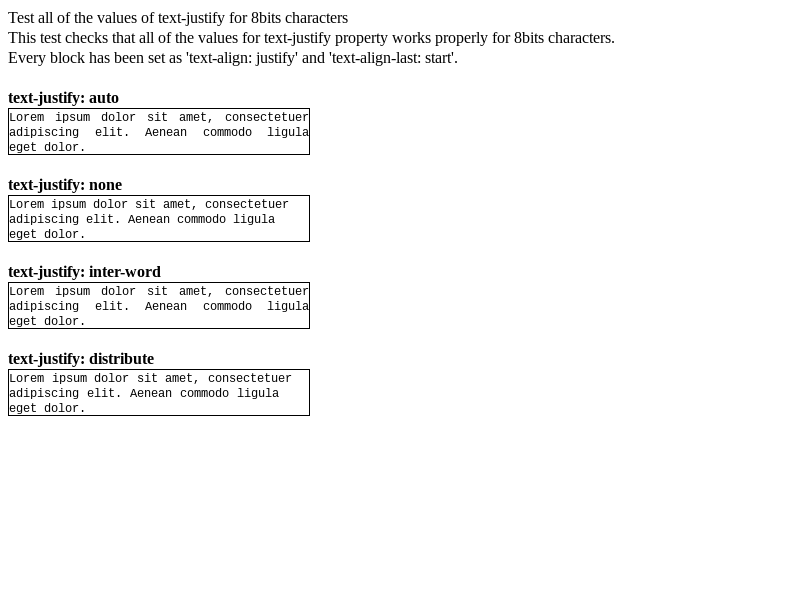 Test all of the values of text-justify for 8bits characters
This test checks that all of the values for text-justify property works properly for 8bits characters.
Every block has been set as 'text-align: justify' and 'text-align-last: start'.
text-justify: auto
Lorem ipsum dolor sit amet, consectetuer
adipiscing elit. Aenean commodo ligula
eget dolor.
text-justify: none
Lorem ipsum dolor sit amet, consectetuer
adipiscing elit. Aenean commodo ligula
eget dolor.
text-justify: inter-word
Lorem ipsum dolor sit amet, consectetuer
adipiscing elit. Aenean commodo ligula
eget dolor.
text-justify: distribute
Lorem ipsum dolor sit amet, consectetuer
adipiscing elit. Aenean commodo ligula
eget dolor.